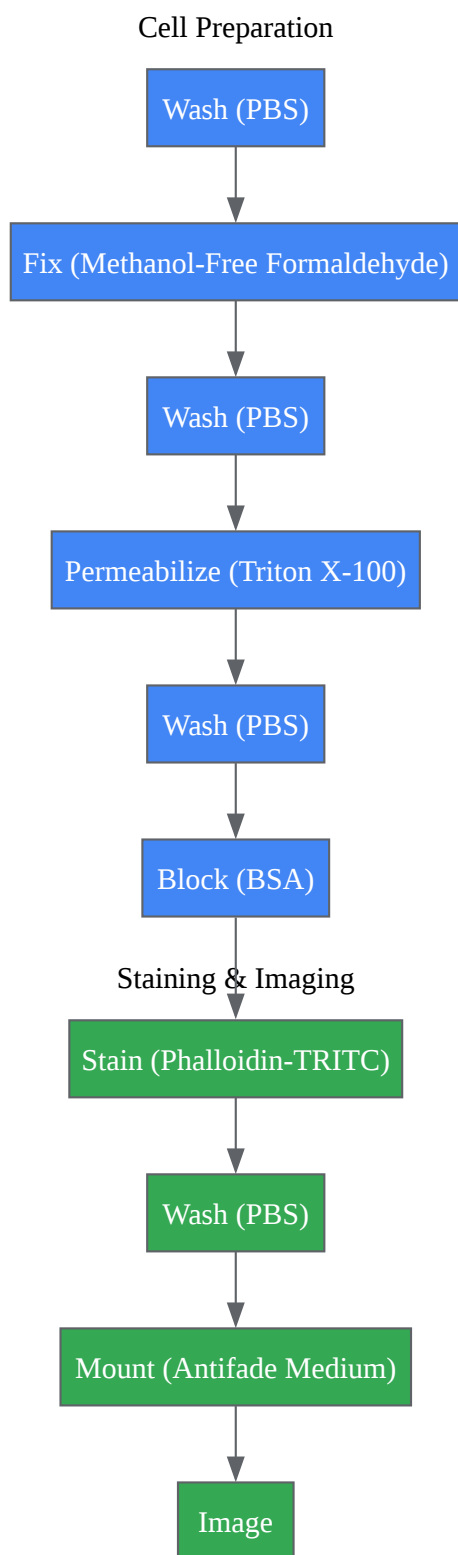 Cell Preparation
Wash (PBS)
Fix (Methanol-Free Formaldehyde)
Wash (PBS)
Permeabilize (Triton X-100)
Wash (PBS)
Block (BSA)
Staining & Imaging
Stain (Phalloidin-TRITC)
Wash (PBS)
Mount (Antifade Medium)
Image